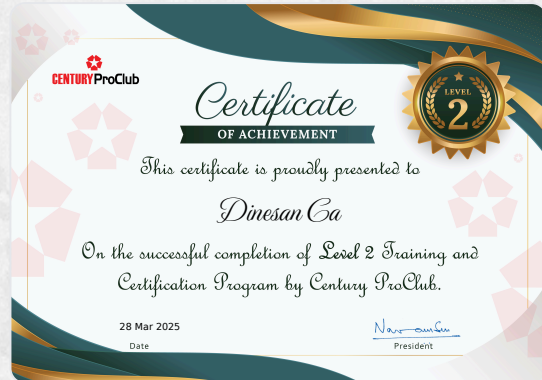 CENTURY ProClub
Certificate
OF ACHIEVEMENT
LEVEL
2
This certificate is proudly presented to
Dinesan Ca
On the successful completion of Level 2 Training and
Certification Program by Century ProClub.
28 Mar 2025
Date
President